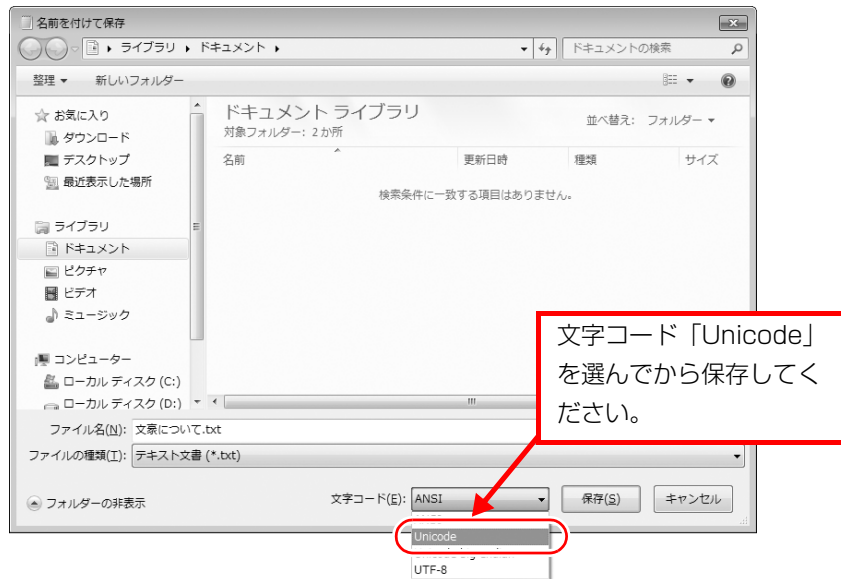 名前を付けて保存
ライブラリ ドキュメント
ドキュメントの検索
整理
新しいフォルダー
お気に入り
ダウンロード
デスクトップ
最近表示した場所
ライブラリ
ドキュメント
ピクチャ
ビデオ
ミュージック
コンピューター
ローカル ディスク (C:)
ローカル ディスク (D:)
ドキュメント ライブラリ
対象フォルダー: 2 か所
並べ替え: フォルダー
名前 更新日時 種類 サイズ
検索条件に一致する項目はありません。
文字コード「Unicode」
を選んでから保存してく
ださい。
ファイル名(N): 文豪について.txt
ファイルの種類(T): テキスト文書 (*.txt)
フォルダーの非表示
文字コード(E): ANSI
保存(S)
キャンセル
Unicode
UTF-8